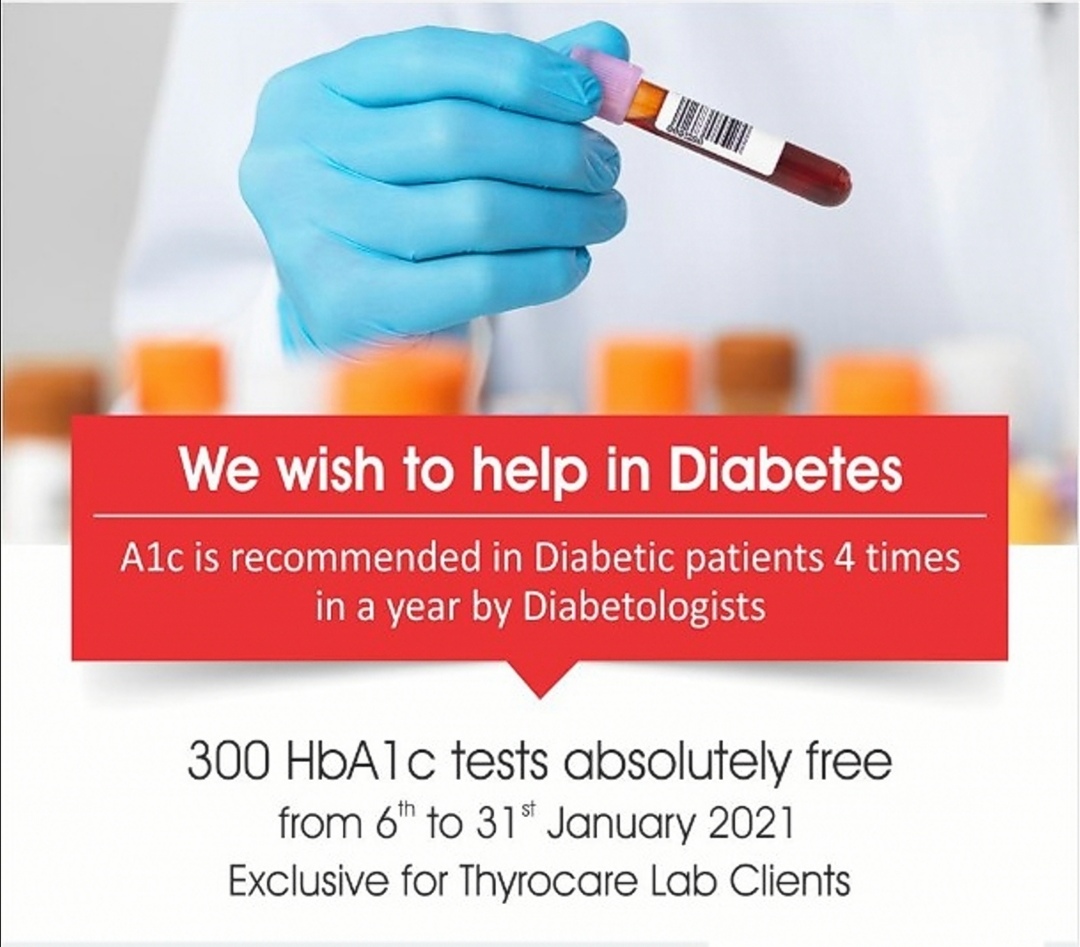 We wish to help in Diabetes
A1c is recommended in Diabetic patients 4 times
in a year by Diabetologists
300 HbA1c tests absolutely free
from 6th to 31st January 2021
Exclusive for Thyrocare Lab Clients